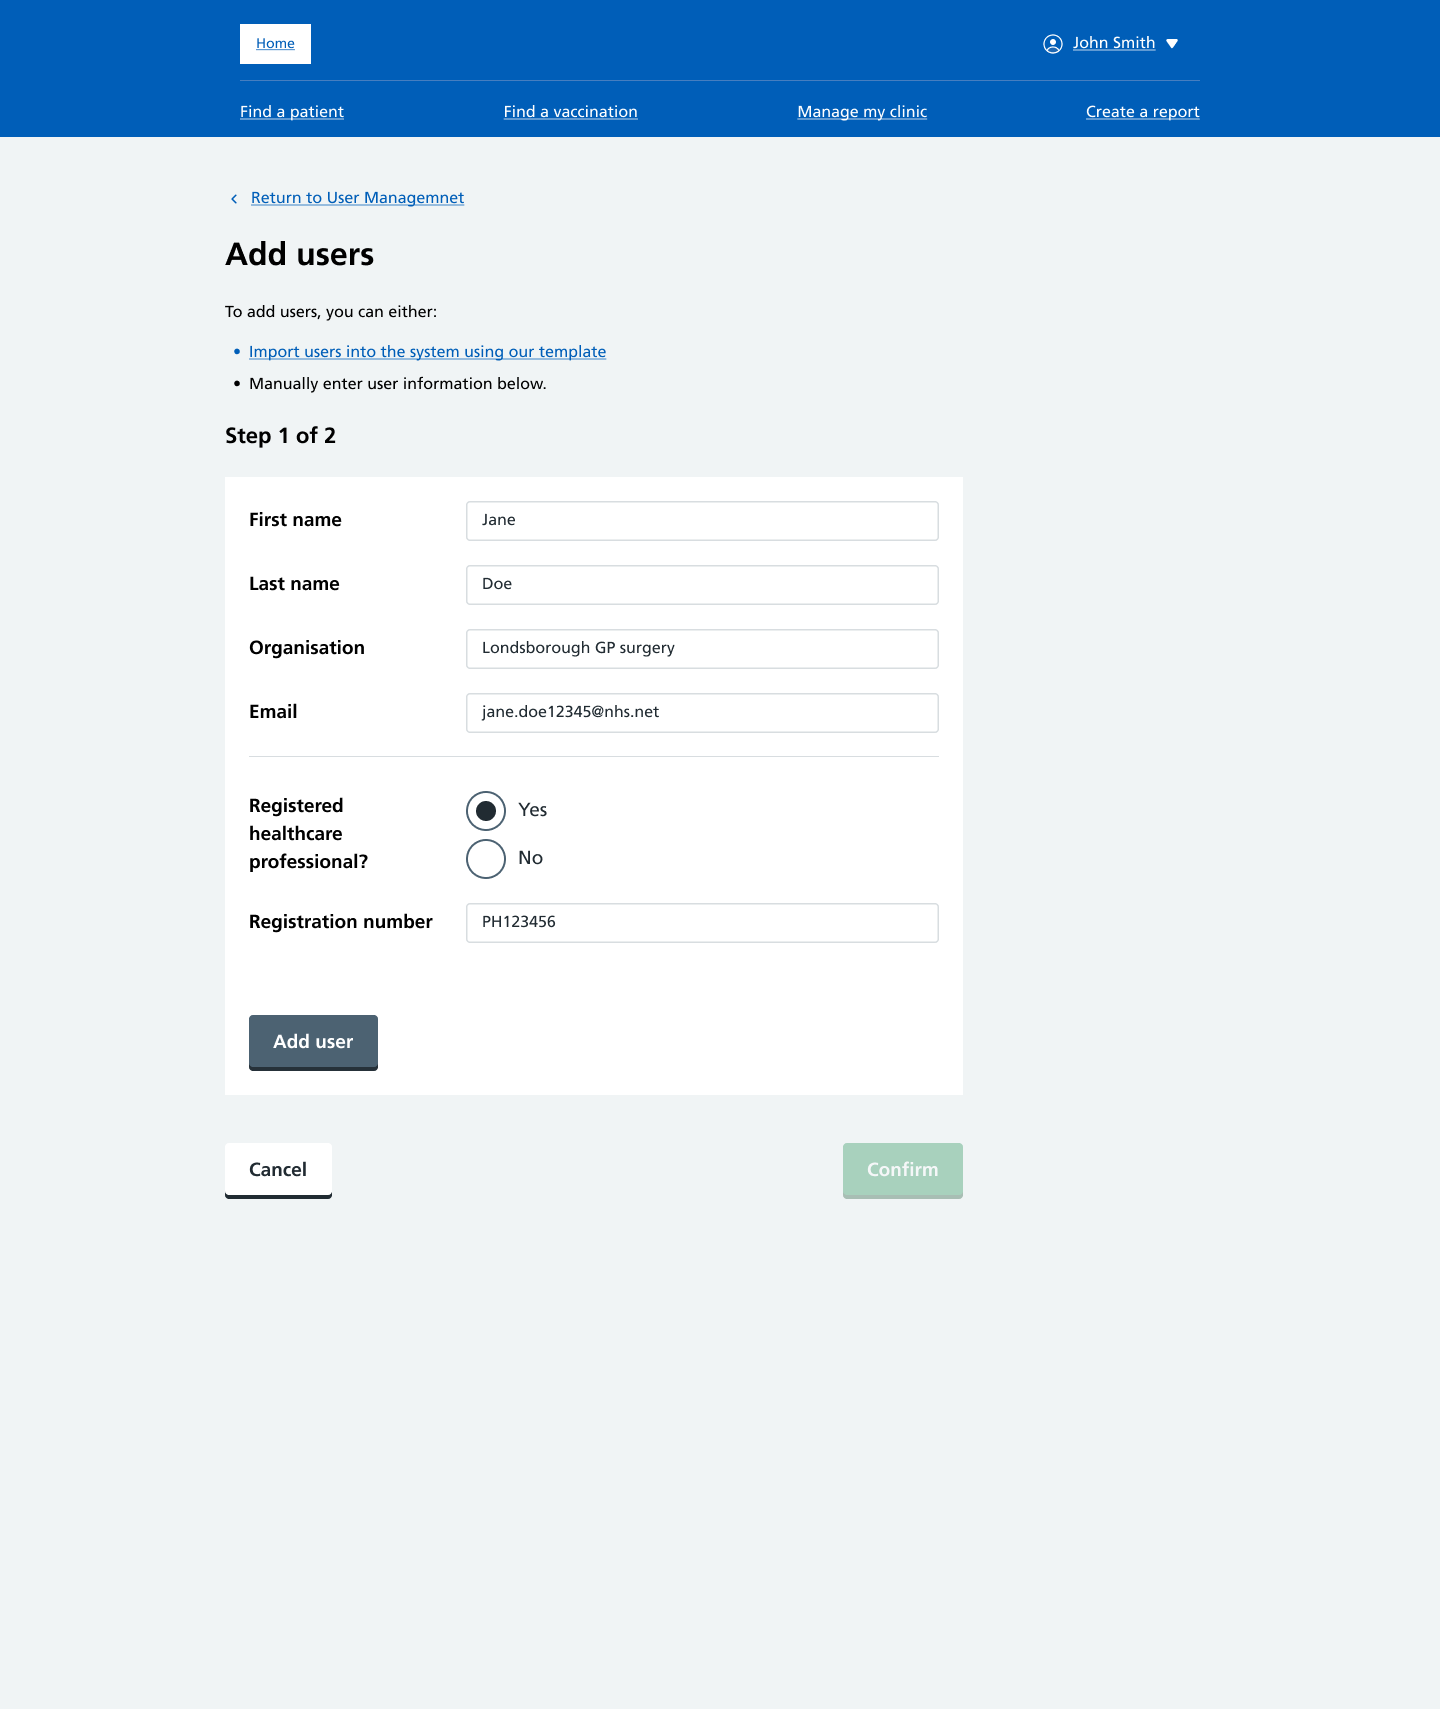 Home
John Smith
Find a patient
Find a vaccination
Manage my clinic
Create a report
Return to User Managemnet
Add users
To add users, you can either:
• Import users into the system using our template
• Manually enter user information below.
Step 1 of 2
First name
Jane
Last name
Doe
Organisation
Londsborough GP surgery
Email
jane.doe12345@nhs.net
Registered
healthcare
professional?
Yes
No
Registration number
PH123456
Add user
Cancel
Confirm